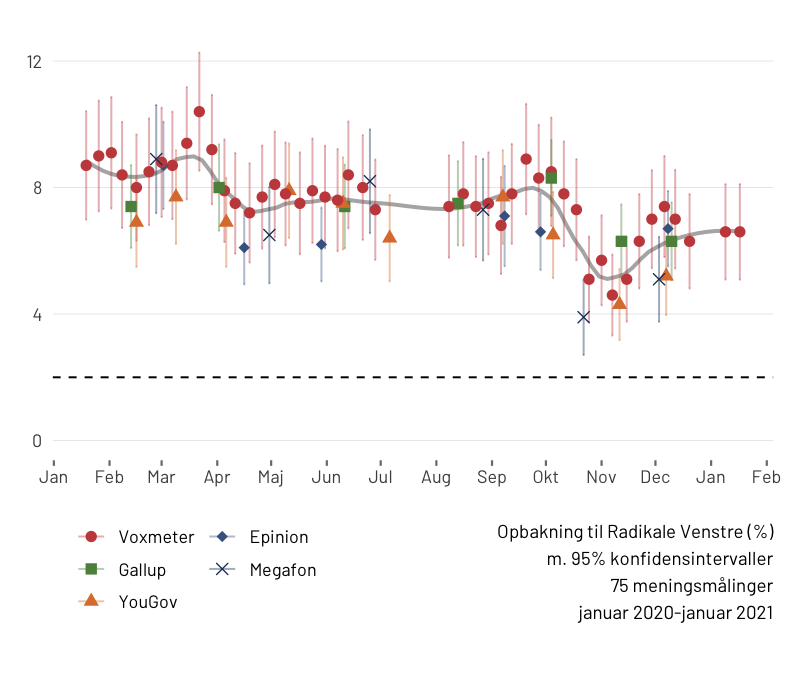 12
8
4
0
Jan Feb Mar Apr Maj Jun Jul Aug Sep Okt Nov Dec Jan Feb
Voxmeter
Gallup
YouGov
Epinion
Megafon
Opbakning til Radikale Venstre (%)
m. 95% konfidensintervaller
75 meningsmålinger
januar 2020-januar 2021